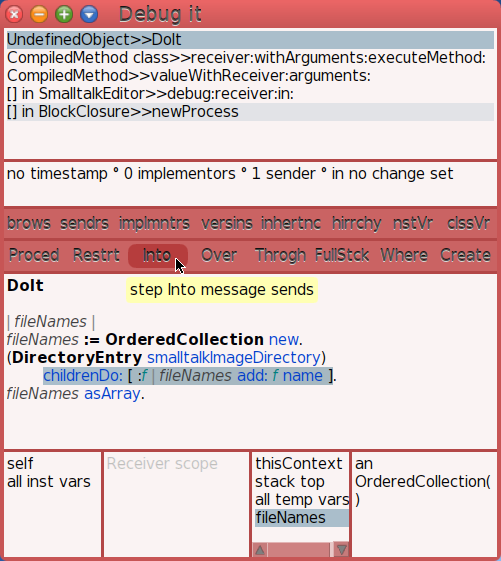 Debug it
UndefinedObject>>DoIt
CompiledMethod class>>receiver:withArguments:executeMethod:
CompiledMethod>>valueWithReceiver:arguments:
[] in SmalltalkEditor>>debug:receiver:in:
[] in BlockClosure>>newProcess
no timestamp ° 0 implementors ° 1 sender ° in no change set
brows sendrs implmntrs versins inhertnc hirrchy nstVr clssVr
Proced Restrt Into Over Throgh FullStck Where Create
step Into message sends
DoIt
| fileNames |
fileNames := OrderedCollection new.
(DirectoryEntry smalltalkImageDirectory)
childrenDo: [ :f | fileNames add: f name ].
fileNames asArray.
self
all inst vars
Receiver scope
thisContext
stack top
all temp vars
fileNames
an
OrderedCollection(
)